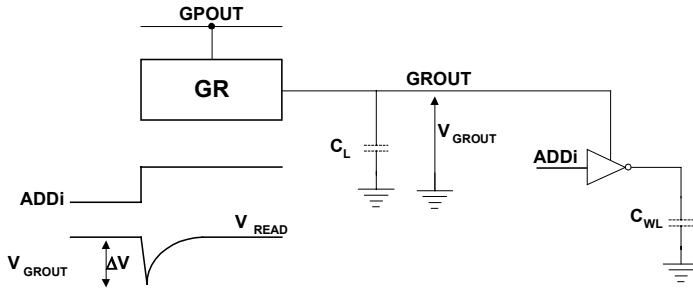 GPOUT
GR
GROUT
C_L
V_GROUT
ADDi
ADDi
V_READ
C_WL
V_GROUT
ΔV